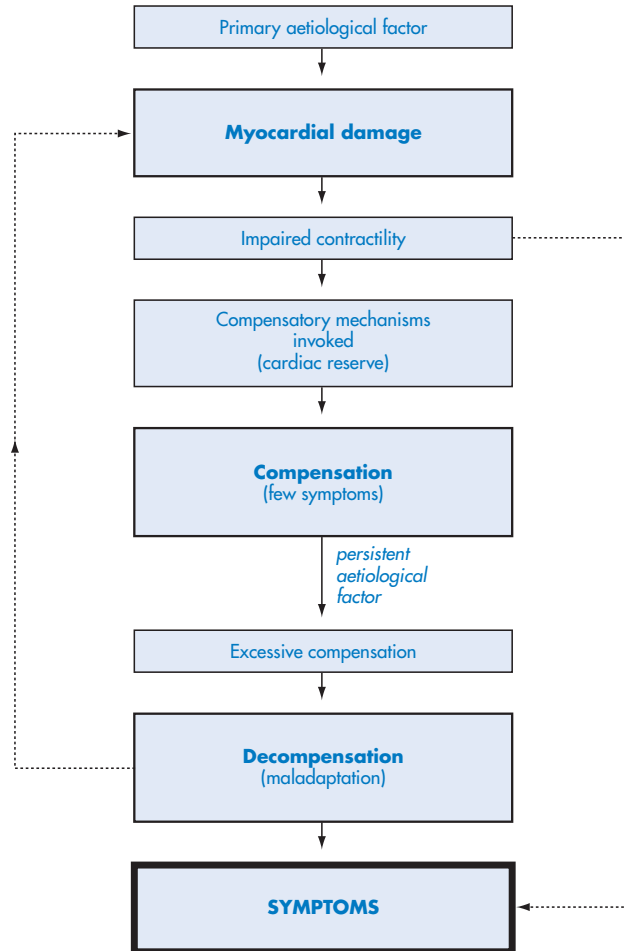 Primary aetiological factor
Myocardial damage
Impaired contractility
Compensatory mechanisms
invoked
(cardiac reserve)
Compensation
(few symptoms)
persistent
aetiological
factor
Excessive compensation
Decompensation
(maladaptation)
SYMPTOMS